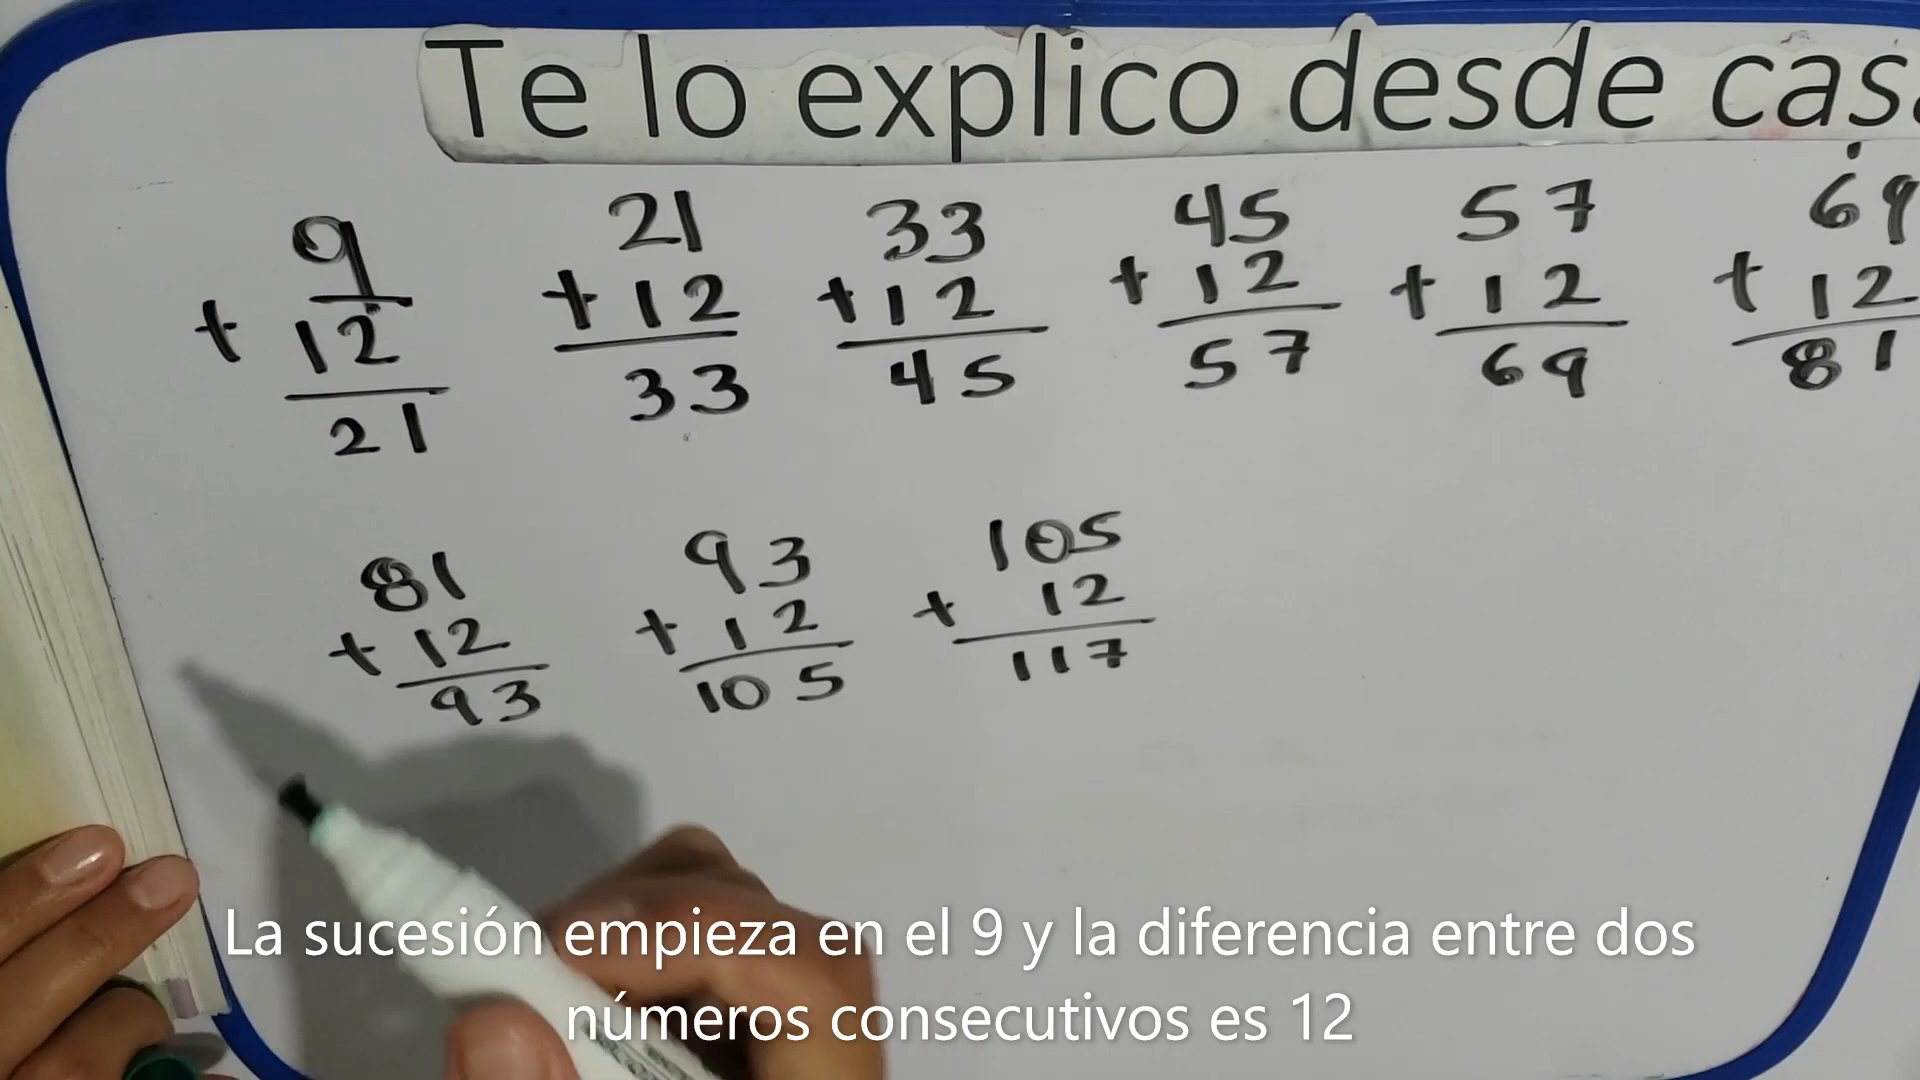 Te lo explico desde casa
9 21 33 45 57 69
+ 12 + 12 + 12 + 12 + 12 + 12
21 33 45 57 69 81
81 93 105
+ 12 + 12 + 12
93 105 117
La sucesión empieza en el 9 y la diferencia entre dos
números consecutivos es 12